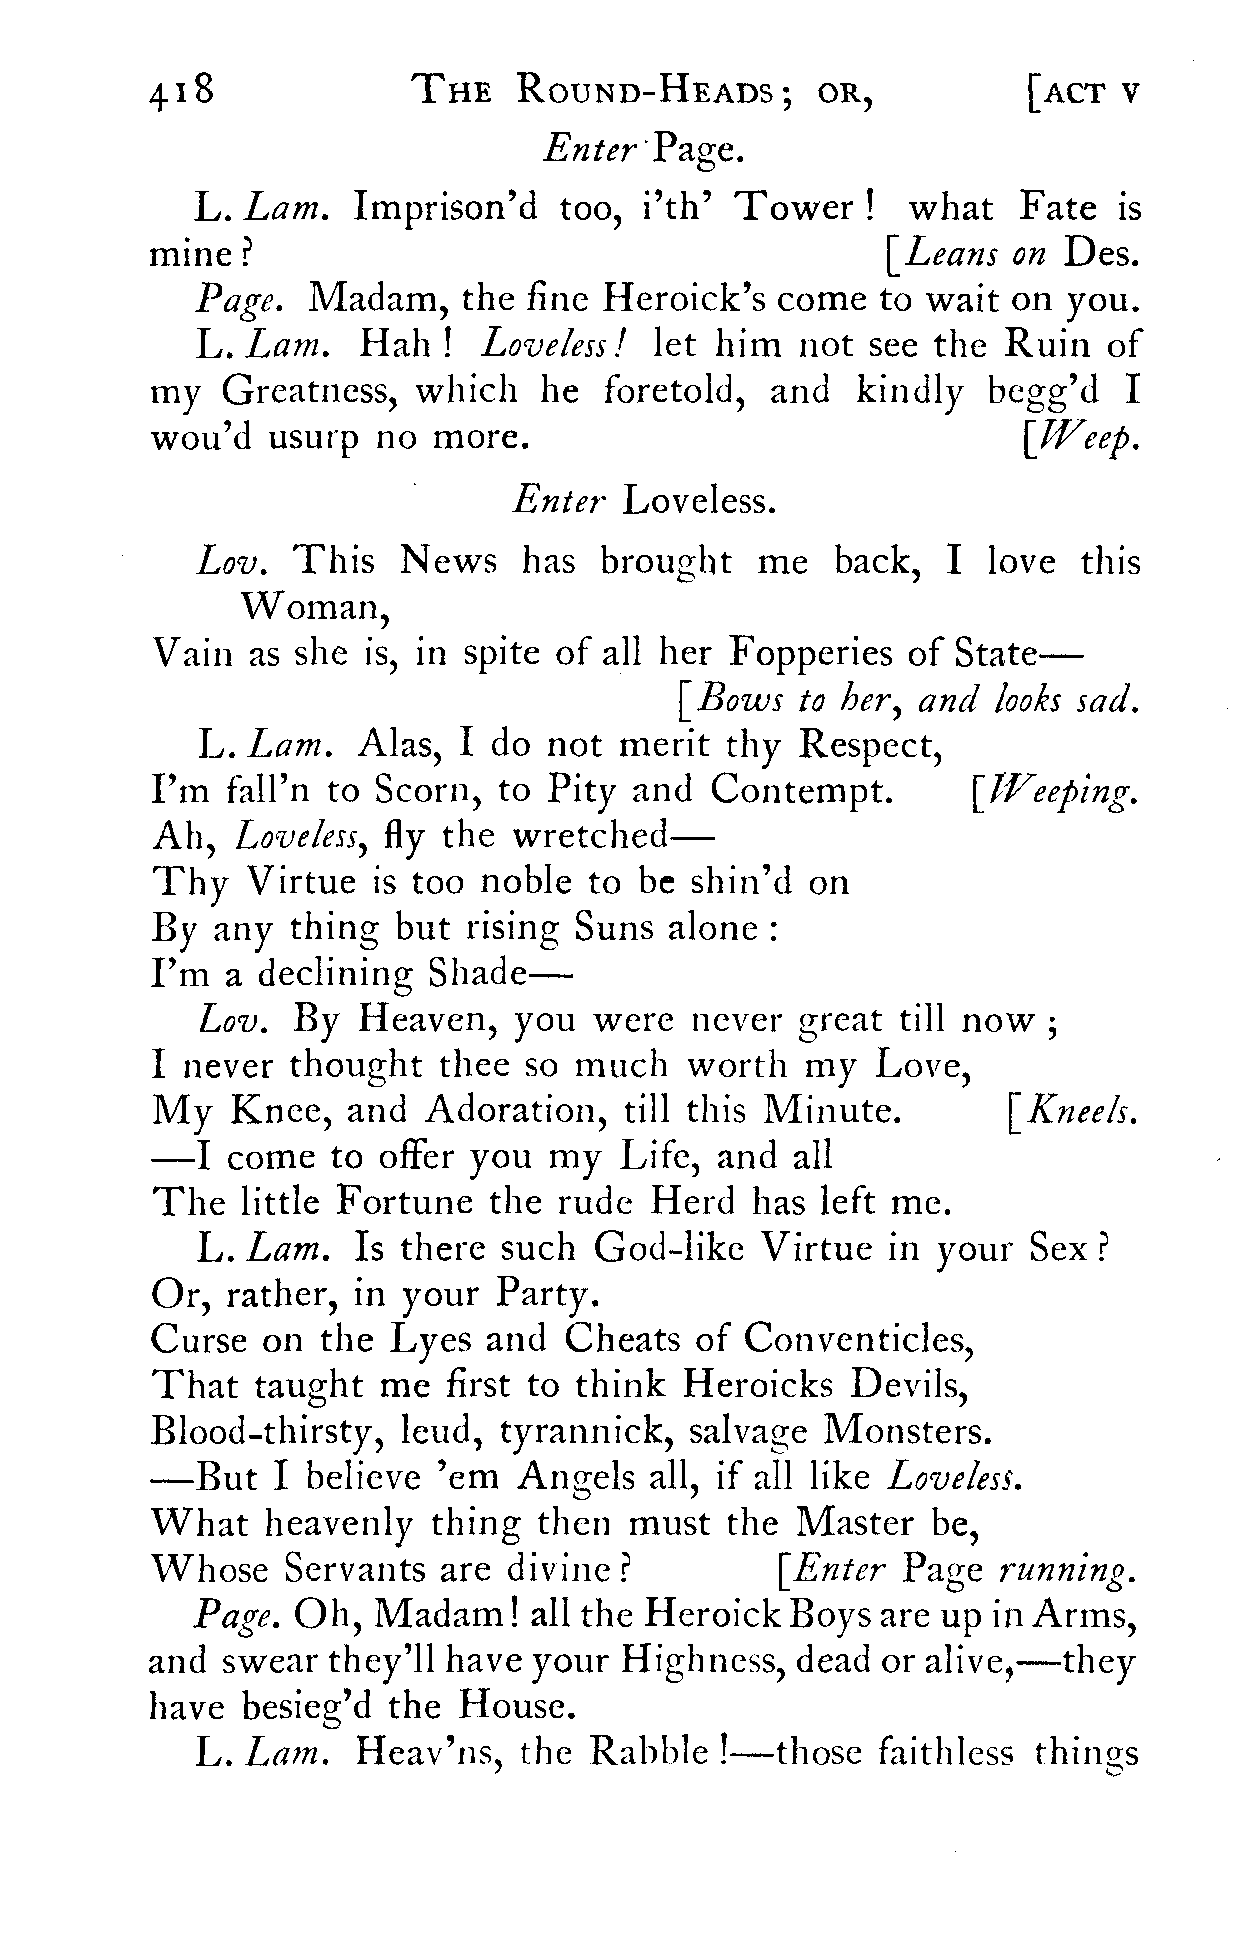 418 The Round-Heads; or, [act v
Enter Page.
L. Lam. Imprison'd too, i'th' Tower! what Fate is
mine? [Leans on Des.
Page. Madam, the fine Heroick's come to wait on you.
L. Lam. Hah! Loveless! let him not see the Ruin of
my Greatness, which he foretold, and kindly begg'd I
wou'd usurp no more. [Weep.
Enter Loveless.
Lov. This News has brought me back, I love this
Woman,
Vain as she is, in spite of all her Fopperies of State—
[Bows to her, and looks sad.
L. Lam. Alas, I do not merit thy Respect,
I'm fall'n to Scorn, to Pity and Contempt. [Weeping.
Ah, Loveless, fly the wretched—
Thy Virtue is too noble to be shin'd on
By any thing but rising Suns alone:
I'm a declining Shade—
Lov. By Heaven, you were never great till now;
I never thought thee so much worth my Love,
My Knee, and Adoration, till this Minute. [Kneels.
—I come to offer you my Life, and all
The little Fortune the rude Herd has left me.
L. Lam. Is there such God-like Virtue in your Sex?
Or, rather, in your Party.
Curse on the Lyes and Cheats of Conventicles,
That taught me first to think Heroicks Devils,
Blood-thirsty, leud, tyrannick, salvage Monsters.
—But I believe 'em Angels all, if all like Loveless.
What heavenly thing then must the Master be,
Whose Servants are divine? [Enter Page running.
Page. Oh, Madam! all the Heroick Boys are up in Arms,
and swear they'll have your Highness, dead or alive,—they
have besieg'd the House.
L. Lam. Heav'ns, the Rabble!—those faithless things